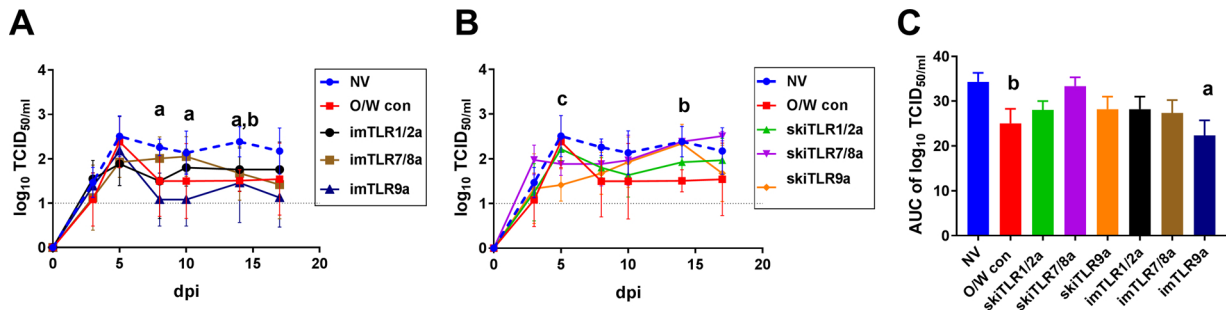 A
log10 TCID50/ml
4
3
2
1
0
0
5
10
15
20
dpi
a
a
a,b
NV
O/W con
imTLR1/2a
imTLR7/8a
imTLR9a
B
log10 TCID50/ml
4
3
2
1
0
0
5
10
15
20
dpi
c
b
NV
O/W con
skiTLR1/2a
skiTLR7/8a
skiTLR9a
C
AUC of log10 TCID50/ml
40
30
20
10
0
b
a
NV
O/W con
skiTLR1/2a
skiTLR7/8a
skiTLR9a
imTLR1/2a
imTLR7/8a
imTLR9a